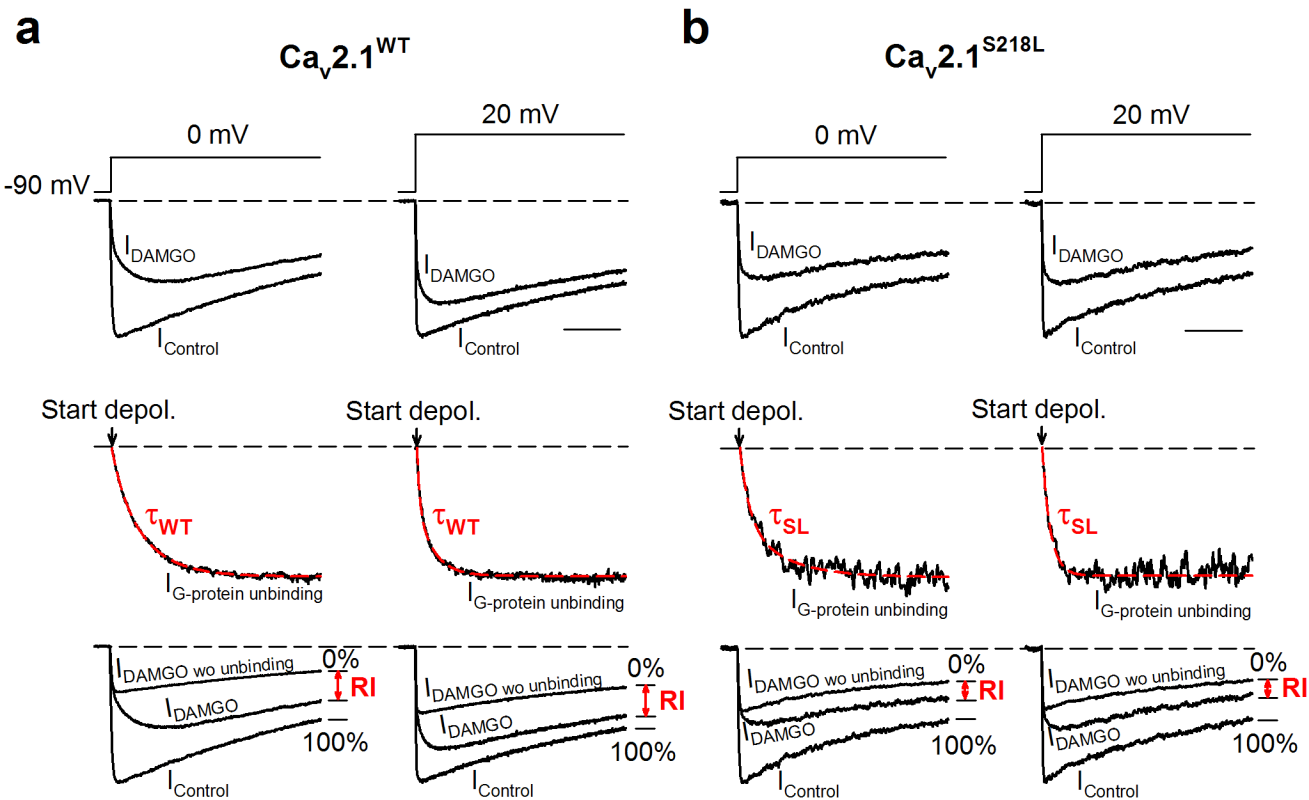 a
b
Cav2.1WT
Cav2.1S218L
0 mV
20 mV
0 mV
20 mV
-90 mV
IDAMGO
IDAMGO
IDAMGO
IDAMGO
IControl
IControl
IControl
IControl
Start depol.
Start depol.
Start depol.
Start depol.
τWT
τWT
τSL
τSL
IG-protein unbinding
IG-protein unbinding
IG-protein unbinding
IG-protein unbinding
IDAMGO wo unbinding
0%
IDAMGO wo unbinding
0%
IDAMGO wo unbinding
0%
IDAMGO wo unbinding
0%
RI
RI
RI
RI
IDAMGO
IDAMGO
IDAMGO
IDAMGO
100%
100%
100%
100%
IControl
IControl
IControl
IControl